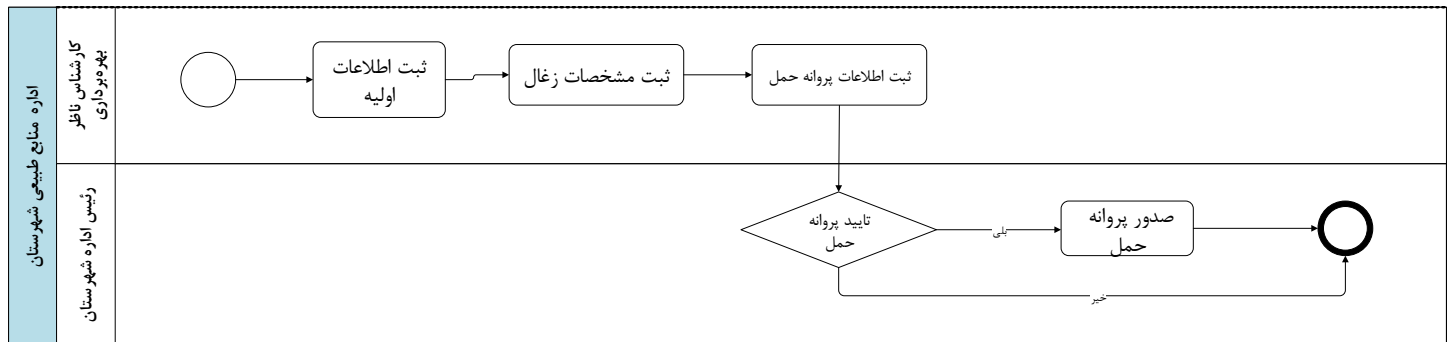 اداره منابع طبیعی شهرستان
کارشناس ناظر
بهره‌برداری
ثبت اطلاعات
اولیه
ثبت مشخصات زغال
ثبت اطلاعات پروانه حمل
رئیس اداره شهرستان
تایید پروانه
حمل
بلی
صدور پروانه
حمل
خیر